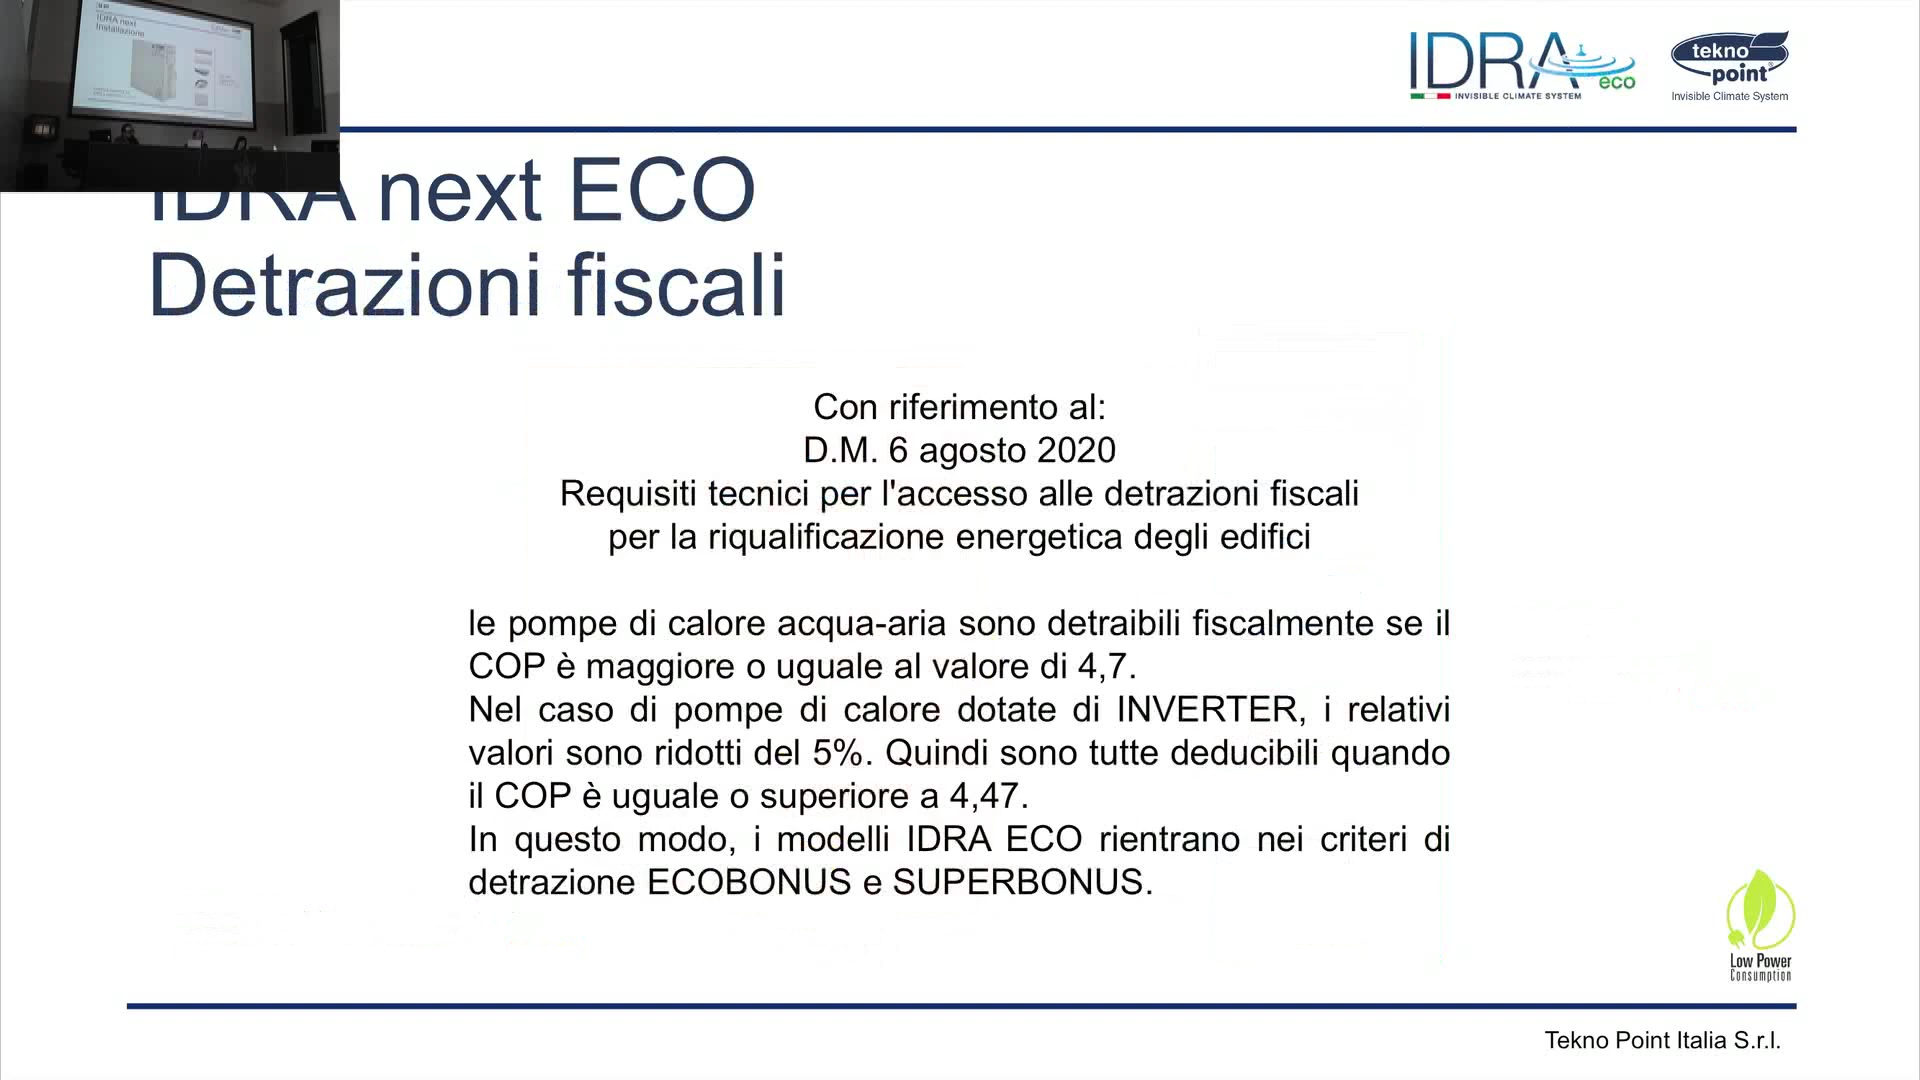 IDRA next
Installazione
IDRA eco
INVISIBLE CLIMATE SYSTEM
tekno
point
Invisible Climate System
IDRA next ECO
Detrazioni fiscali
Con riferimento al:
D.M. 6 agosto 2020
Requisiti tecnici per l'accesso alle detrazioni fiscali
per la riqualificazione energetica degli edifici
le pompe di calore acqua-aria sono detraibili fiscalmente se il
COP è maggiore o uguale al valore di 4,7.
Nel caso di pompe di calore dotate di INVERTER, i relativi
valori sono ridotti del 5%. Quindi sono tutte deducibili quando
il COP è uguale o superiore a 4,47.
In questo modo, i modelli IDRA ECO rientrano nei criteri di
detrazione ECOBONUS e SUPERBONUS.
Low Power
Consumption
Tekno Point Italia S.r.l.